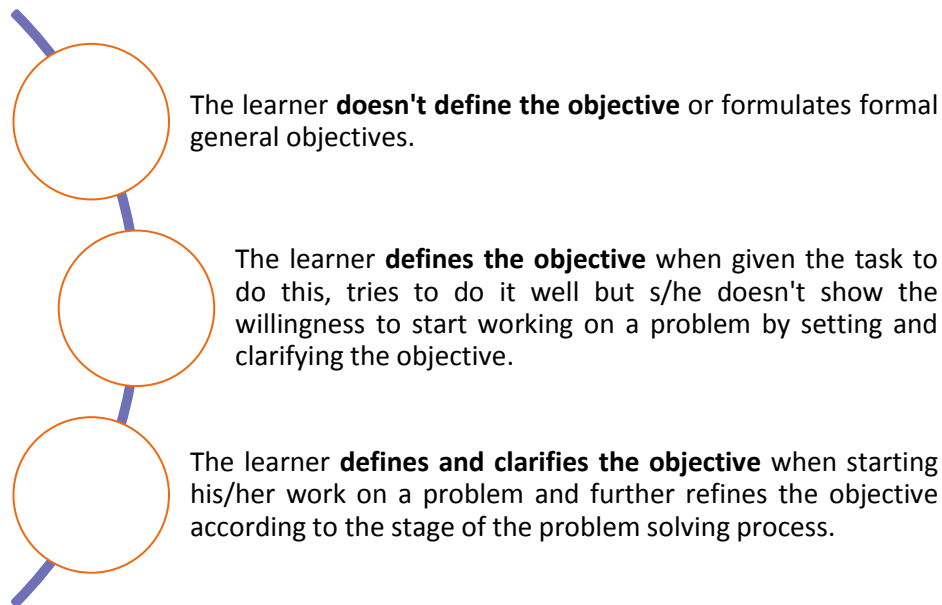 The learner doesn't define the objective or formulates formal
general objectives.
The learner defines the objective when given the task to
do this, tries to do it well but s/he doesn't show the
willingness to start working on a problem by setting and
clarifying the objective.
The learner defines and clarifies the objective when starting
his/her work on a problem and further refines the objective
according to the stage of the problem solving process.